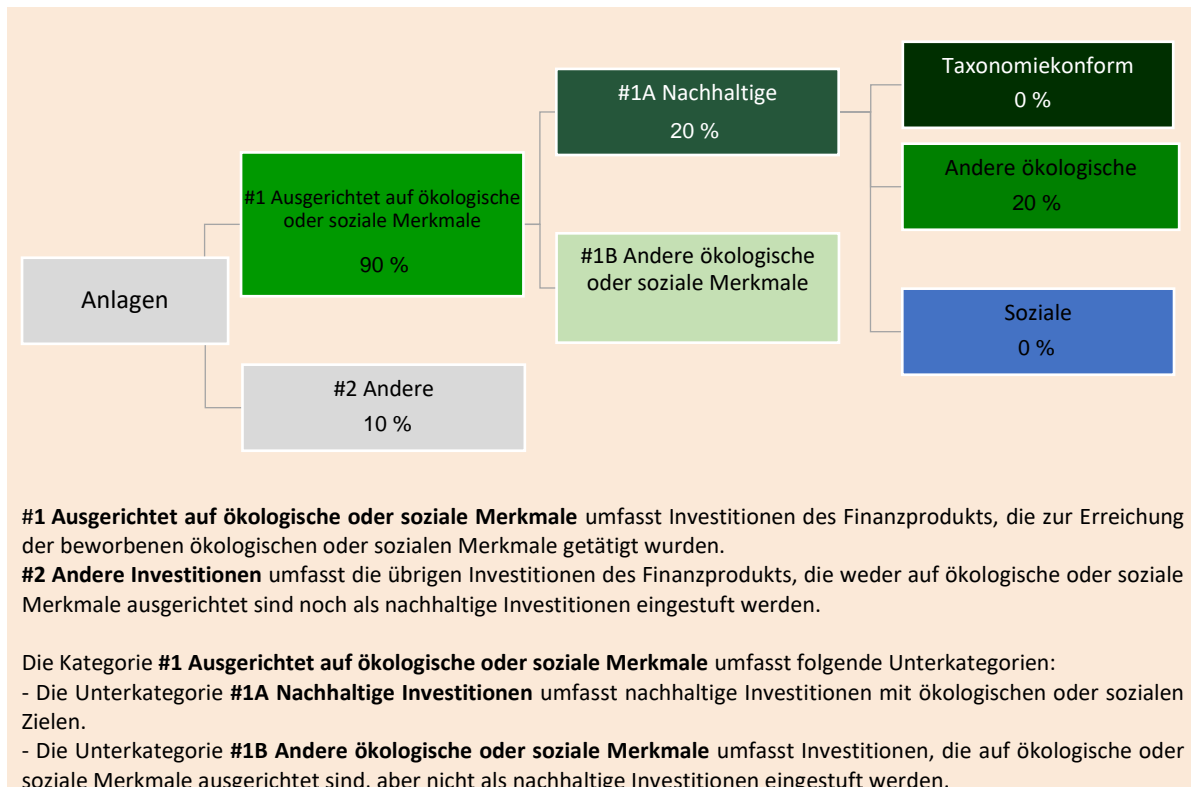 Anlagen
#1 Ausgerichtet auf ökologische
oder soziale Merkmale
90 %
#2 Andere
10 %
#1A Nachhaltige
20 %
#1B Andere ökologische
oder soziale Merkmale
Taxonomiekonform
0 %
Andere ökologische
20 %
Soziale
0 %
#1 Ausgerichtet auf ökologische oder soziale Merkmale umfasst Investitionen des Finanzprodukts, die zur Erreichung
der beworbenen ökologischen oder sozialen Merkmale getätigt wurden.
#2 Andere Investitionen umfasst die übrigen Investitionen des Finanzprodukts, die weder auf ökologische oder soziale
Merkmale ausgerichtet sind noch als nachhaltige Investitionen eingestuft werden.
Die Kategorie #1 Ausgerichtet auf ökologische oder soziale Merkmale umfasst folgende Unterkategorien:
- Die Unterkategorie #1A Nachhaltige Investitionen umfasst nachhaltige Investitionen mit ökologischen oder sozialen
Zielen.
- Die Unterkategorie #1B Andere ökologische oder soziale Merkmale umfasst Investitionen, die auf ökologische oder
soziale Merkmale ausgerichtet sind, aber nicht als nachhaltige Investitionen eingestuft werden.